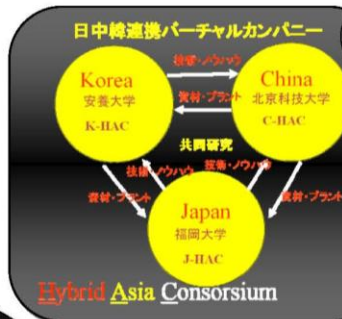 日中韓連携バーチャルカンパニー
技術・ノウハウ
Korea
安養大学
K-HAC
China
北京科技大学
C-HAC
資材・プラント
共同研究
技術・ノウハウ
技術・ノウハウ
資材・プラント
資材・プラント
Japan
福岡大学
J-HAC
Hybrid Asia Consorsium